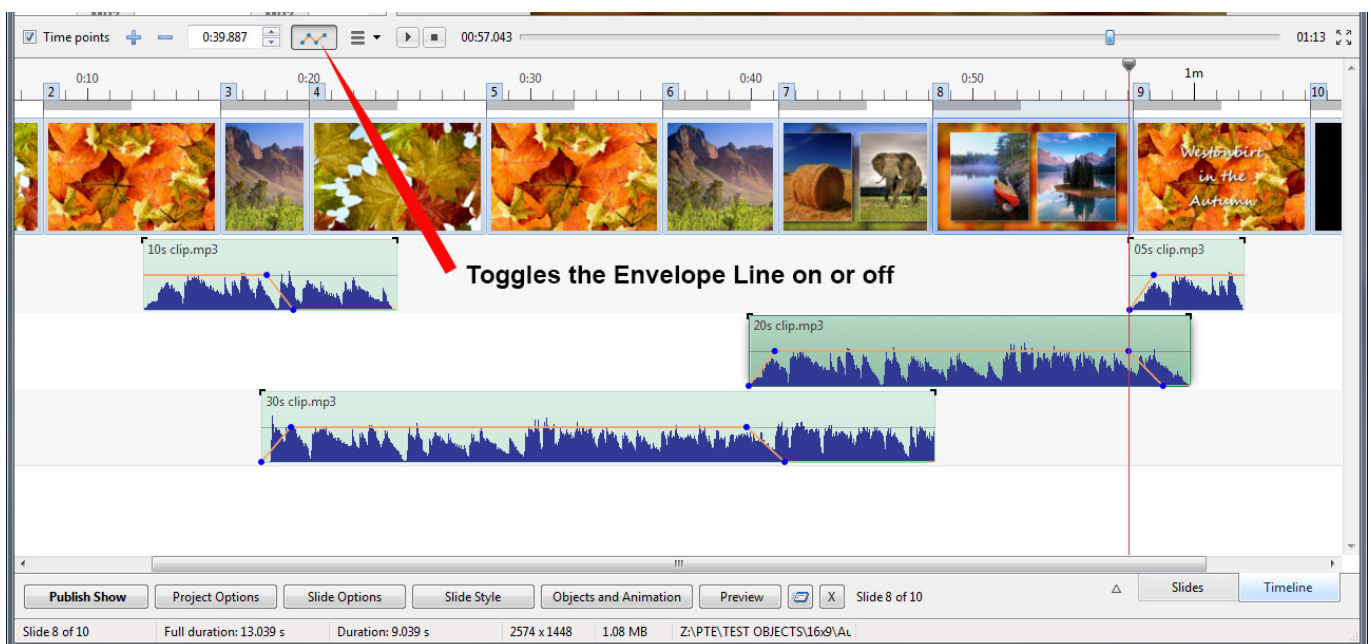 Time points 0:39.887 00:57.043 01:13
0:10 0:20 0:30 0:40 0:50 1m
2 3 4 5 6 7 8 9 10
Westonbirt
in the
Autumn
10s clip.mp3 05s clip.mp3
Toggles the Envelope Line on or off
20s clip.mp3
30s clip.mp3
Publish Show Project Options Slide Options Slide Style Objects and Animation Preview X Slide 8 of 10 Slides Timeline
Slide 8 of 10 Full duration: 13.039 s Duration: 9.039 s 2574 x 1448 1.08 MB Z:\PTE\TEST OBJECTS\16x9\Au